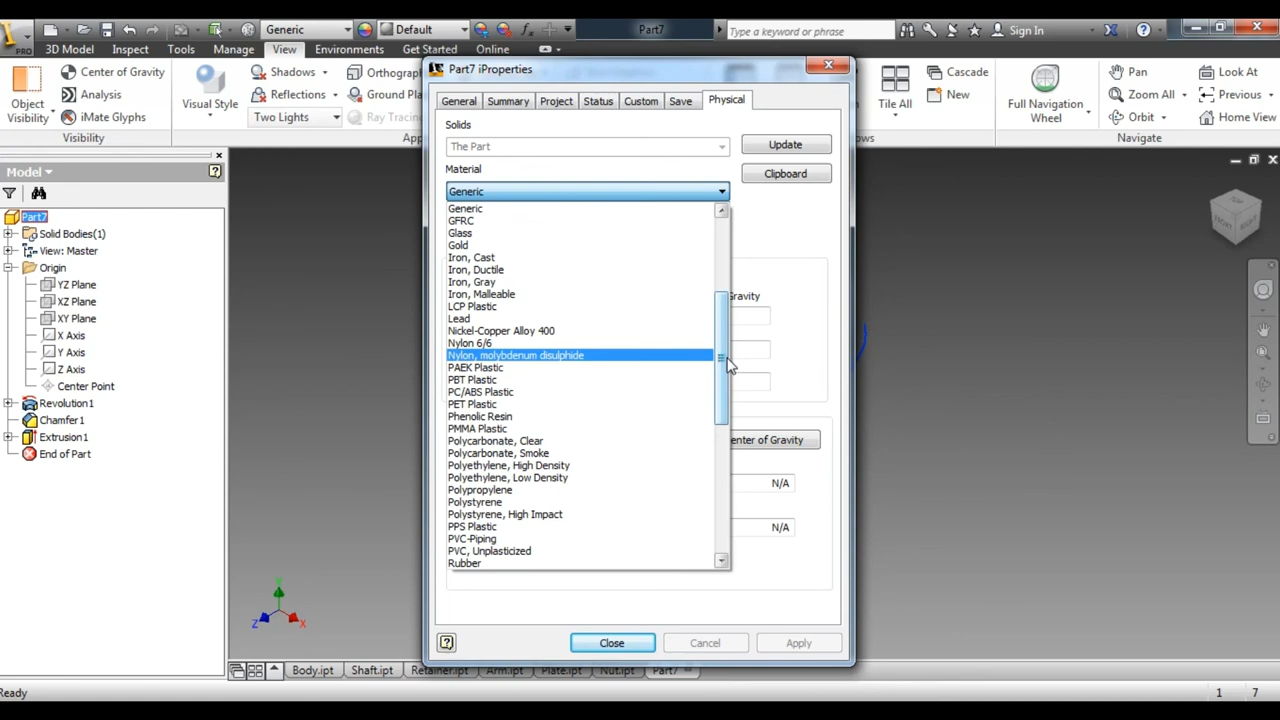 Generic
Default
Part7
Type a keyword or phrase
Sign In
PRO
3D Model
Inspect
Tools
Manage
View
Environments
Get Started
Online
Object
Visibility
Center of Gravity
Analysis
iMate Glyphs
Visibility
Visual Style
Shadows
Reflections
Two Lights
Orthograp
Ground Pla
Ray Tracing
App
Tile All
Cascade
New
ows
Full Navigation
Wheel
Pan
Zoom All
Orbit
Look At
Previous
Home View
Navigate
Model
Part7
Solid Bodies(1)
View: Master
Origin
YZ Plane
XZ Plane
XY Plane
X Axis
Y Axis
Z Axis
Center Point
Revolution1
Chamfer1
Extrusion1
End of Part
Part7 iProperties
General
Summary
Project
Status
Custom
Save
Physical
Solids
The Part
Update
Material
Clipboard
Generic
Generic
GFRC
Glass
Gold
Iron, Cast
Iron, Ductile
Iron, Gray
Iron, Malleable
LCP Plastic
Lead
Nickel-Copper Alloy 400
Nylon 6/6
Nylon, molybdenum disulphide
PAEK Plastic
PBT Plastic
PC/ABS Plastic
PET Plastic
Phenolic Resin
PMMA Plastic
Polycarbonate, Clear
Polycarbonate, Smoke
Polyethylene, High Density
Polyethylene, Low Density
Polypropylene
Polystyrene
Polystyrene, High Impact
PPS Plastic
PVC-Piping
PVC, Unplasticized
Rubber
Gravity
enter of Gravity
N/A
N/A
Close
Cancel
Apply
FRONT
Y
Z
X
Body.ipt
Shaft.ipt
Retainer.ipt
Arm.ipt
Plate.ipt
Nut.ipt
Part7
Ready
1
7